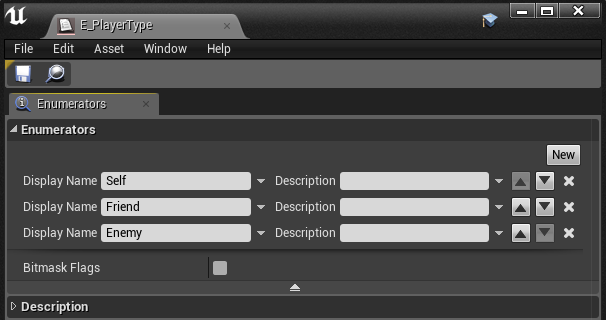 E_PlayerType
File Edit Asset Window Help
Enumerators
Enumerators
New
Display Name Self Description
Display Name Friend Description
Display Name Enemy Description
Bitmask Flags
Description